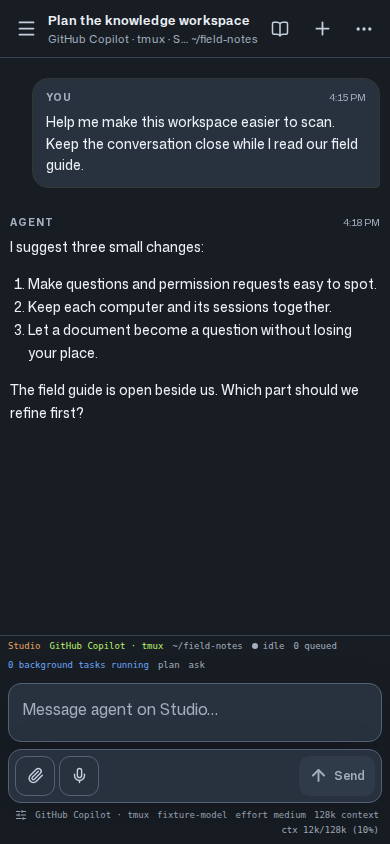 Plan the knowledge workspace
GitHub Copilot · tmux · S... ~/field-notes
YOU 4:15 PM
Help me make this workspace easier to scan.
Keep the conversation close while I read our field
guide.
AGENT 4:18 PM
I suggest three small changes:
1. Make questions and permission requests easy to spot.
2. Keep each computer and its sessions together.
3. Let a document become a question without losing
your place.
The field guide is open beside us. Which part should we
refine first?
Studio GitHub Copilot · tmux ~/field-notes ● idle 0 queued
0 background tasks running plan ask
Message agent on Studio...
Send
GitHub Copilot · tmux fixture-model effort medium 128k context
ctx 12k/128k (10%)